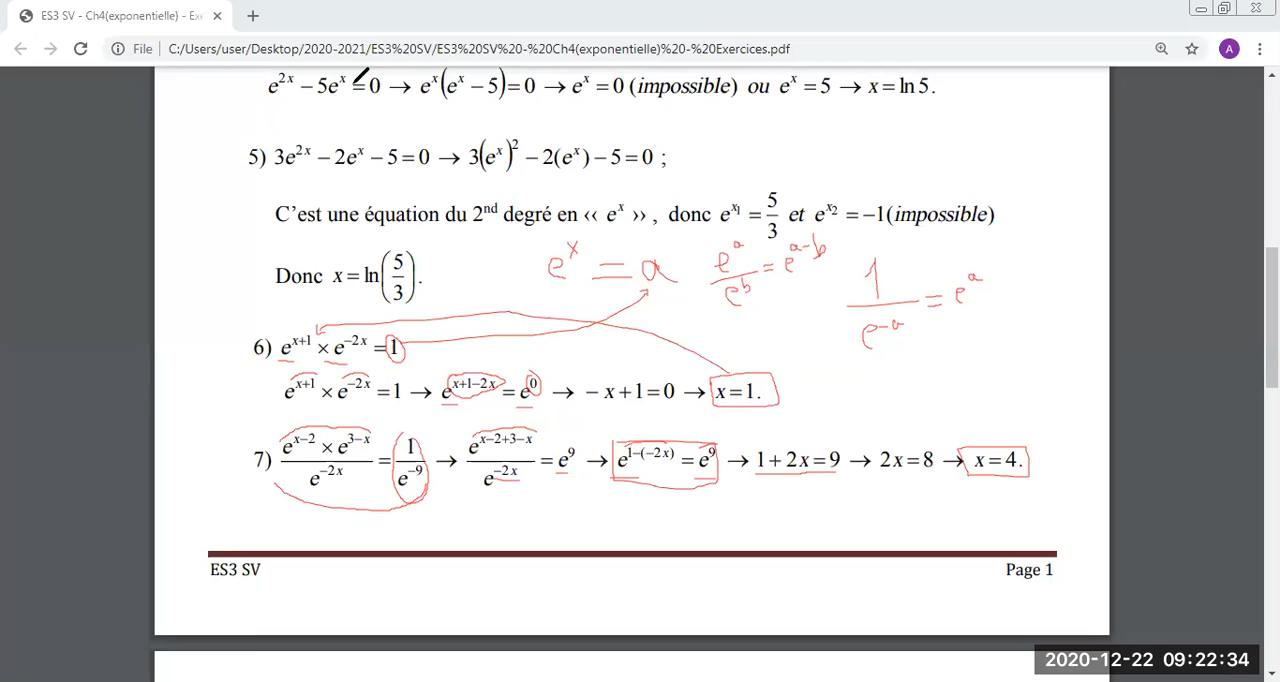 ES3 SV - Ch4(exponentielle) - Exe
File C:/Users/user/Desktop/2020-2021/ES3%20SV/ES3%20SV%20-%20Ch4(exponentielle)%20-%20Exercices.pdf A
e^{2x} − 5e^x = 0 → e^x(e^x − 5) = 0 → e^x = 0 (impossible) ou e^x = 5 → x = ln 5.
5) 3e^{2x} − 2e^x − 5 = 0 → 3(e^x)^2 − 2(e^x) − 5 = 0 ;
C’est une équation du 2^{nd} degré en ‹‹ e^x ›› , donc e^{x_1} = 5/3 et e^{x_2} = −1(impossible)
e^x = a e^a/e^b = e^{a-b} 1/e^{-a} = e^a
Donc x = ln(5/3).
6) e^{x+1} × e^{−2x} = 1
e^{x+1} × e^{−2x} = 1 → e^{x+1−2x} = e^0 → − x + 1 = 0 → x = 1.
7) (e^{x−2} × e^{3−x})/e^{−2x} = 1/e^{−9} → e^{x−2+3−x}/e^{−2x} = e^9 → e^{1−(−2x)} = e^9 → 1 + 2x = 9 → 2x = 8 → x = 4.
ES3 SV Page 1
2020-12-22 09:22:34